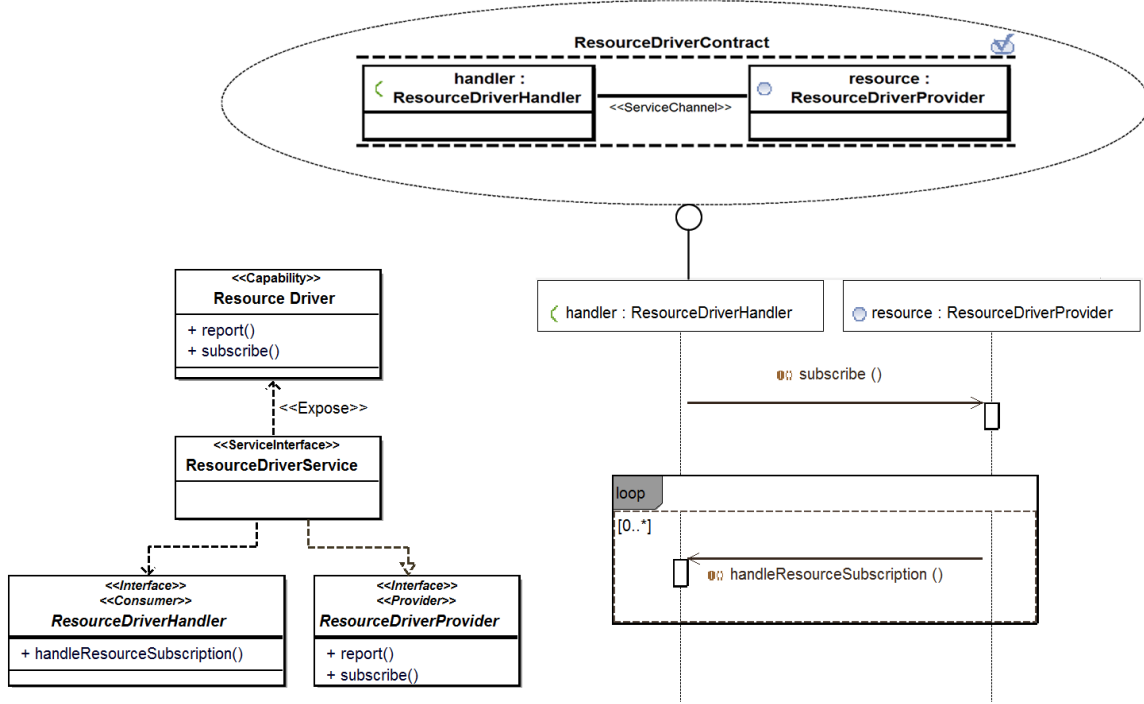 ResourceDriverContract
handler :
ResourceDriverHandler
<<ServiceChannel>>
resource :
ResourceDriverProvider
<<Capability>>
Resource Driver
+ report()
+ subscribe()
<<Expose>>
<<ServiceInterface>>
ResourceDriverService
<<Interface>>
<<Consumer>>
ResourceDriverHandler
+ handleResourceSubscription()
<<Interface>>
<<Provider>>
ResourceDriverProvider
+ report()
+ subscribe()
handler : ResourceDriverHandler
resource : ResourceDriverProvider
subscribe ()
loop
[0..*]
handleResourceSubscription ()